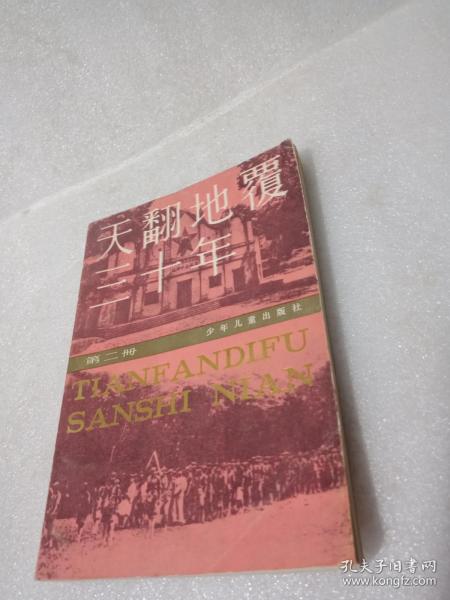 天翻地覆
三十年
第二册
少年儿童出版社
TIANFANDIFU
SANSHI NIAN
孔夫子旧书网
www.kongfz.com